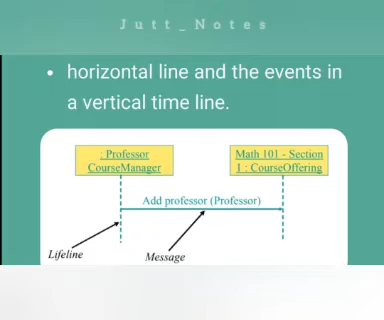 Jutt_Notes
• horizontal line and the events in
a vertical time line.
: Professor
CourseManager
Math 101 - Section
1 : CourseOffering
Add professor (Professor)
Lifeline
Message